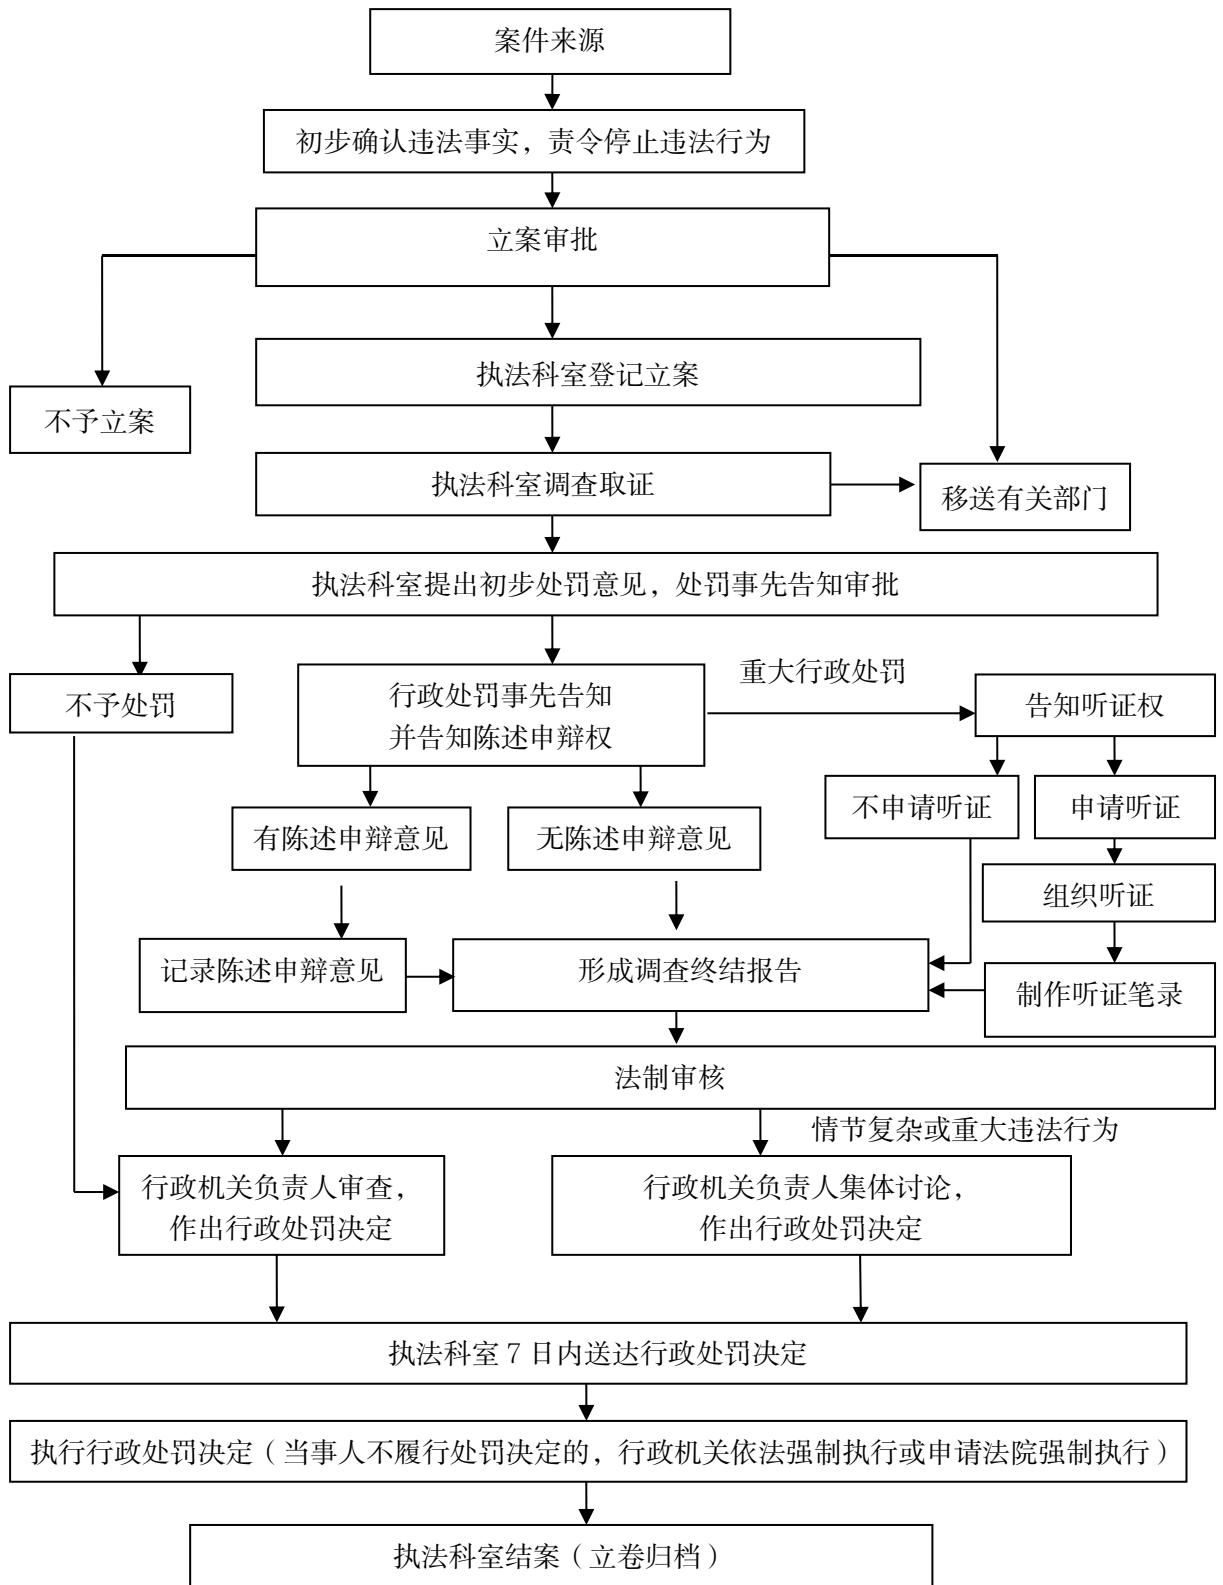 案件来源
初步确认违法事实，责令停止违法行为
立案审批
执法科室登记立案
不予立案
执法科室调查取证
移送有关部门
执法科室提出初步处罚意见，处罚事先告知审批
重大行政处罚
不予处罚
行政处罚事先告知
并告知陈述申辩权
告知听证权
不申请听证
申请听证
有陈述申辩意见
无陈述申辩意见
组织听证
记录陈述申辩意见
形成调查终结报告
制作听证笔录
法制审核
情节复杂或重大违法行为
行政机关负责人审查，
作出行政处罚决定
行政机关负责人集体讨论，
作出行政处罚决定
执法科室 7 日内送达行政处罚决定
执行行政处罚决定（当事人不履行处罚决定的，行政机关依法强制执行或申请法院强制执行）
执法科室结案（立卷归档）